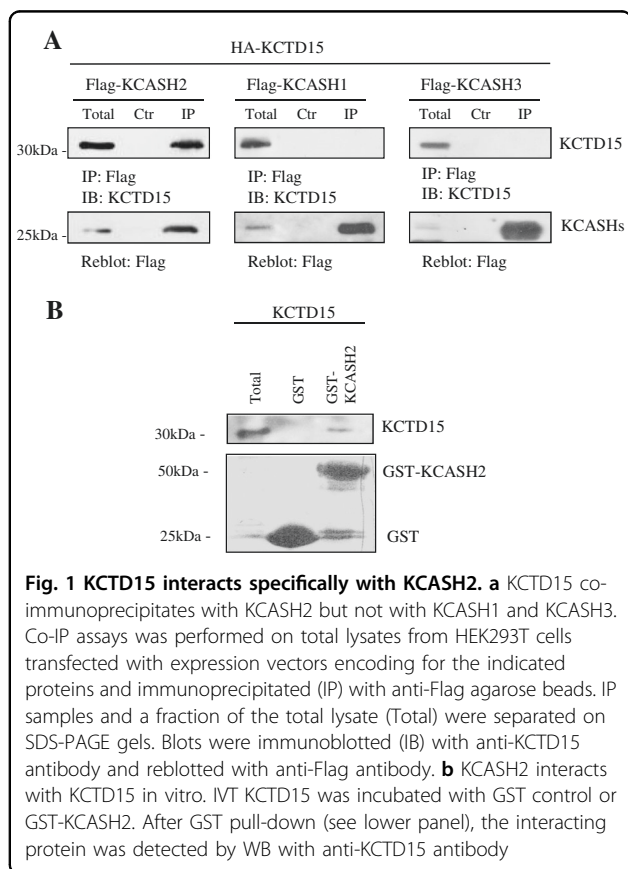 A
HA-KCTD15
Flag-KCASH2 Flag-KCASH1 Flag-KCASH3
Total Ctr IP Total Ctr IP Total Ctr IP
30kDa - KCTD15
IP: Flag IP: Flag IP: Flag
IB: KCTD15 IB: KCTD15 IB: KCTD15
25kDa - KCASHs
Reblot: Flag Reblot: Flag Reblot: Flag
B
KCTD15
Total GST GST-
KCASH2
30kDa - KCTD15
50kDa - GST-KCASH2
25kDa - GST
Fig. 1 KCTD15 interacts specifically with KCASH2. a KCTD15 co-
immunoprecipitates with KCASH2 but not with KCASH1 and KCASH3.
Co-IP assays was performed on total lysates from HEK293T cells
transfected with expression vectors encoding for the indicated
proteins and immunoprecipitated (IP) with anti-Flag agarose beads. IP
samples and a fraction of the total lysate (Total) were separated on
SDS-PAGE gels. Blots were immunoblotted (IB) with anti-KCTD15
antibody and reblotted with anti-Flag antibody. b KCASH2 interacts
with KCTD15 in vitro. IVT KCTD15 was incubated with GST control or
GST-KCASH2. After GST pull-down (see lower panel), the interacting
protein was detected by WB with anti-KCTD15 antibody